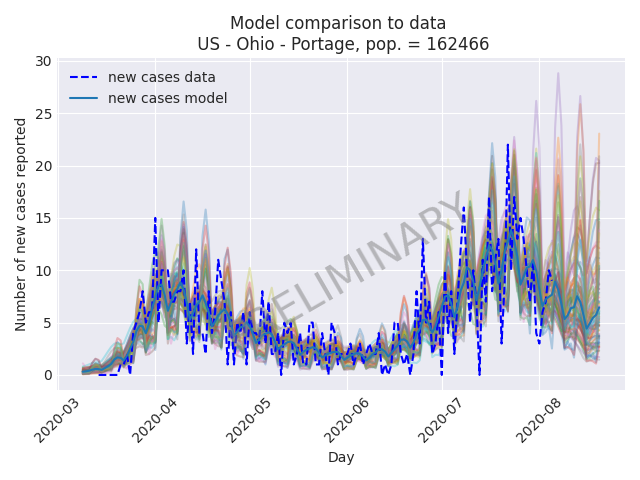 Model comparison to data
US - Ohio - Portage, pop. = 162466
new cases data
new cases model
Number of new cases reported
30
25
20
15
10
5
0
2020-03
2020-04
2020-05
2020-06
2020-07
2020-08
Day